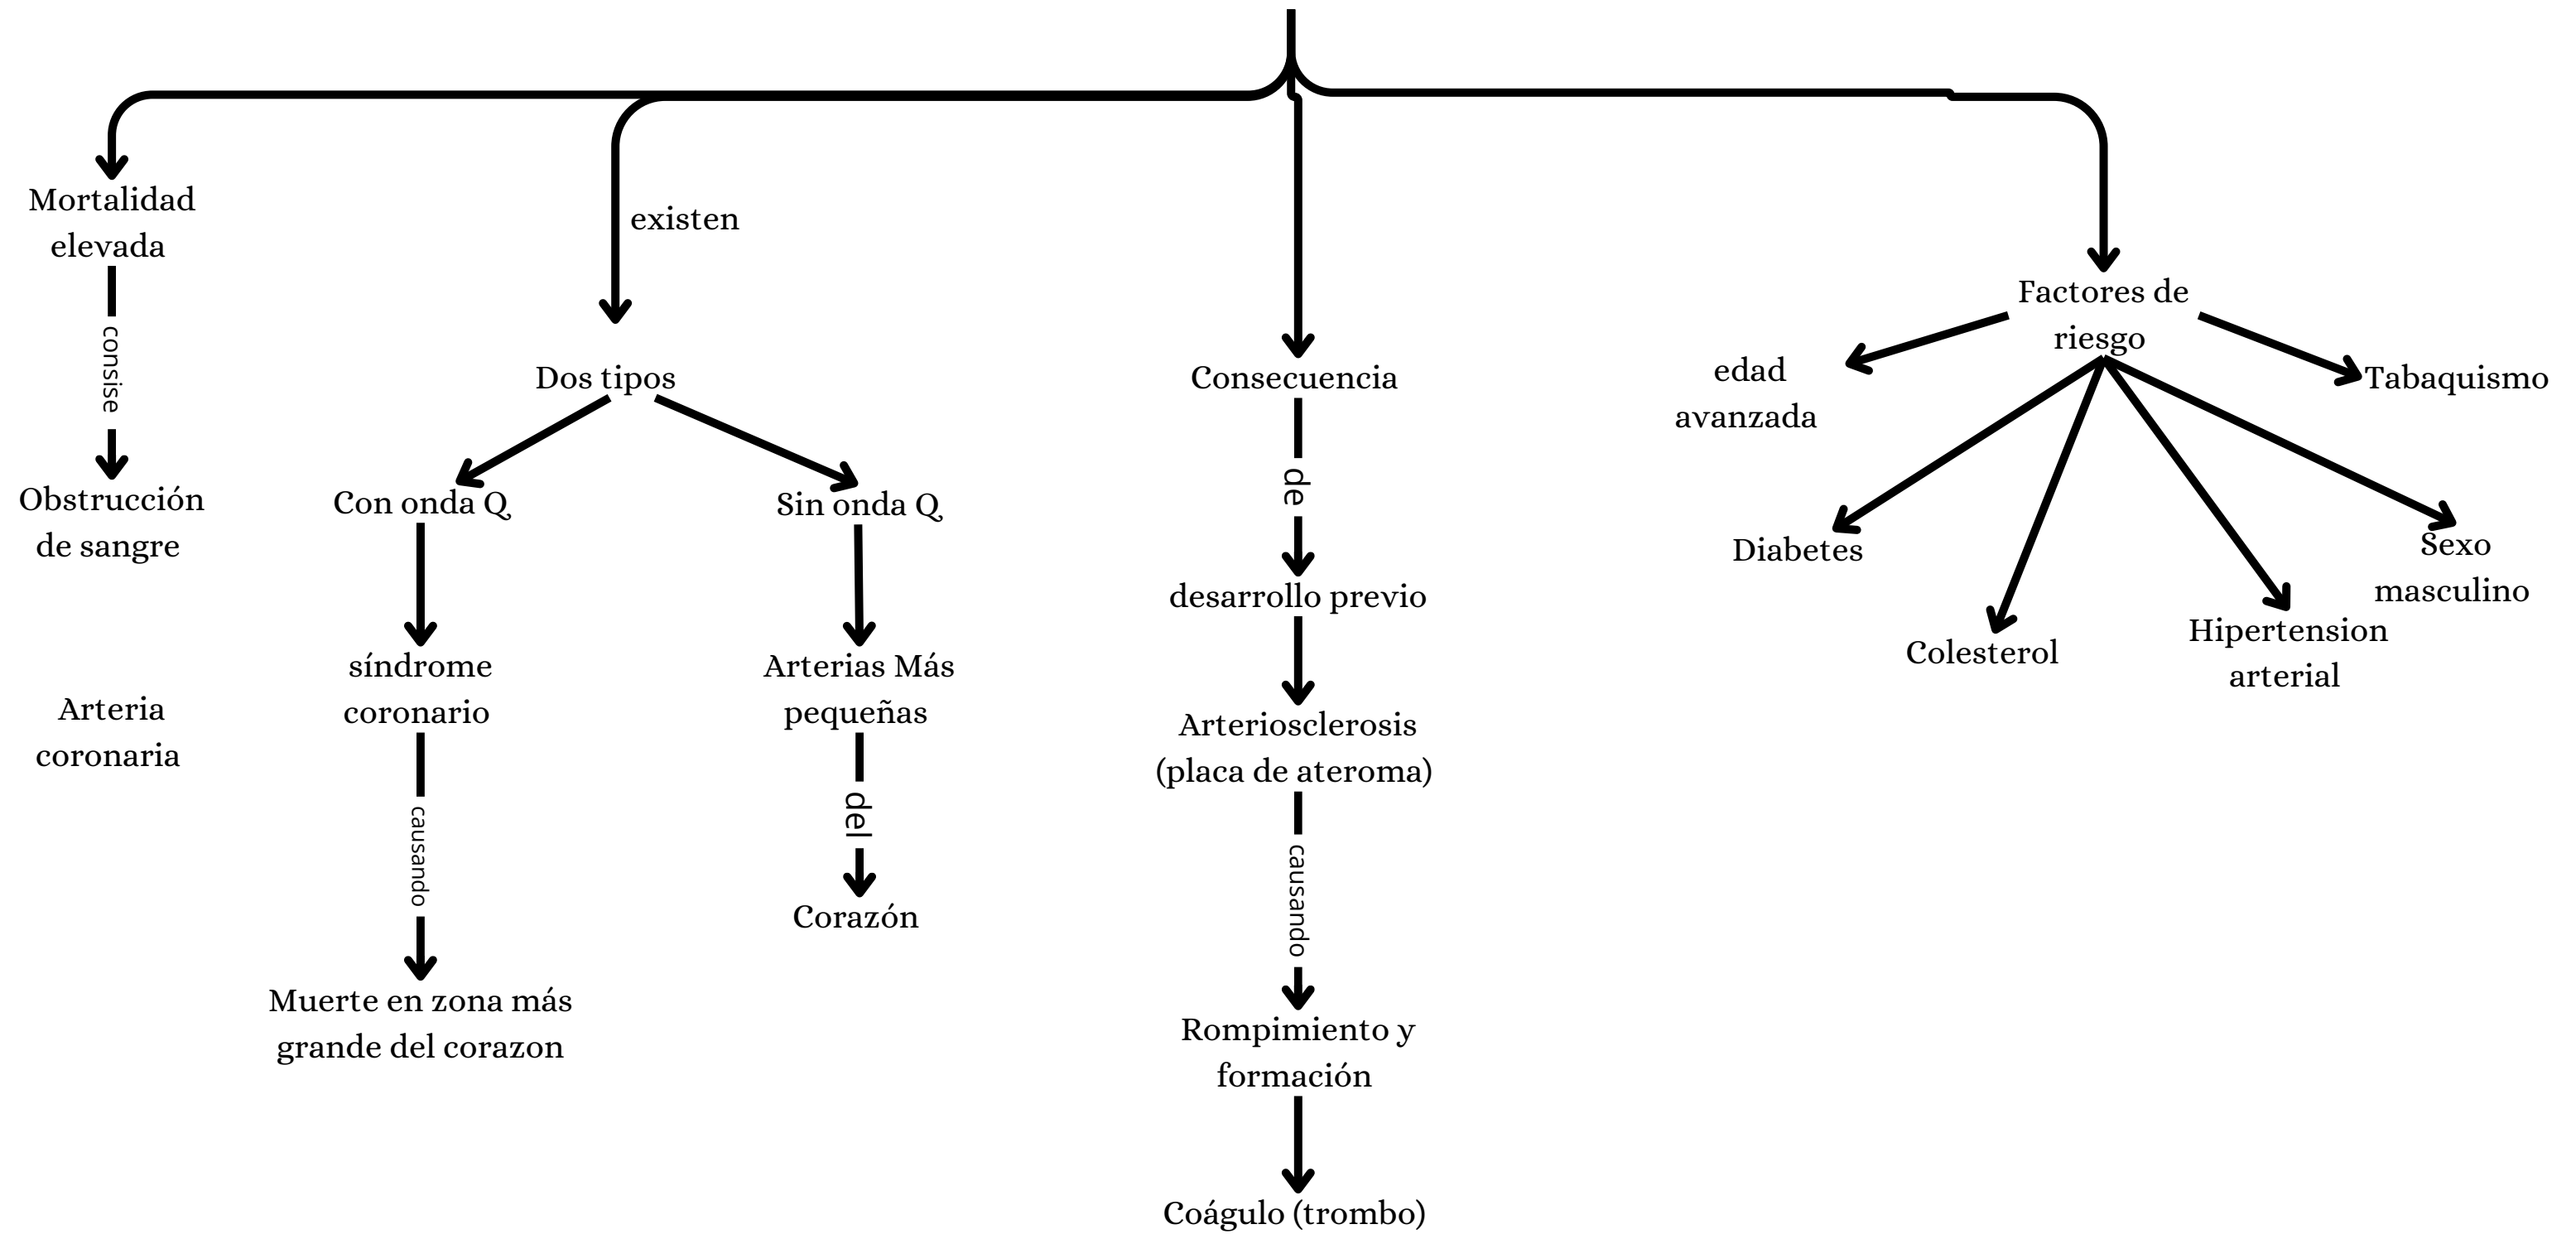 Mortalidad
elevada
consise
Obstrucción
de sangre
Arteria
coronaria
existen
Dos tipos
Con onda Q
síndrome
coronario
causando
Muerte en zona más
grande del corazon
Sin onda Q
Arterias Más
pequeñas
del
Corazón
Consecuencia
de
desarrollo previo
Arteriosclerosis
(placa de ateroma)
causando
Rompimiento y
formación
Coágulo (trombo)
Factores de
riesgo
edad
avanzada
Diabetes
Colesterol
Hipertension
arterial
Sexo
masculino
Tabaquismo